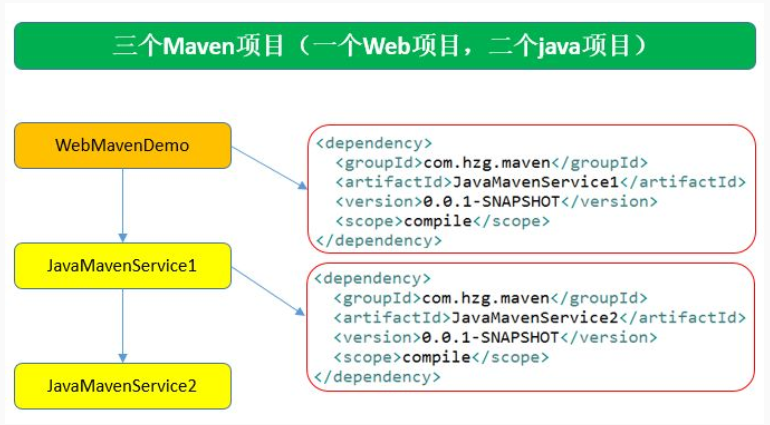 三个Maven项目（一个Web项目，二个java项目）
WebMavenDemo
<dependency>
<groupId>com.hzg.maven</groupId>
<artifactId>JavaMavenService1</artifactId>
<version>0.0.1-SNAPSHOT</version>
<scope>compile</scope>
</dependency>
JavaMavenService1
<dependency>
<groupId>com.hzg.maven</groupId>
<artifactId>JavaMavenService2</artifactId>
<version>0.0.1-SNAPSHOT</version>
<scope>compile</scope>
</dependency>
JavaMavenService2